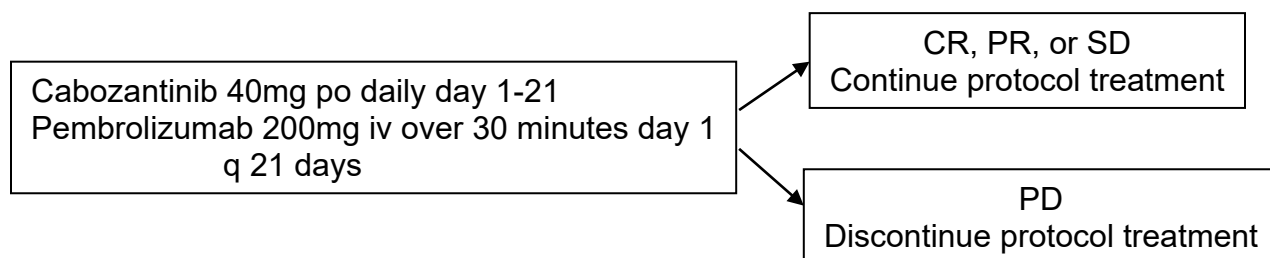 Cabozantinib 40mg po daily day 1-21
Pembrolizumab 200mg iv over 30 minutes day 1
q 21 days
CR, PR, or SD
Continue protocol treatment
PD
Discontinue protocol treatment